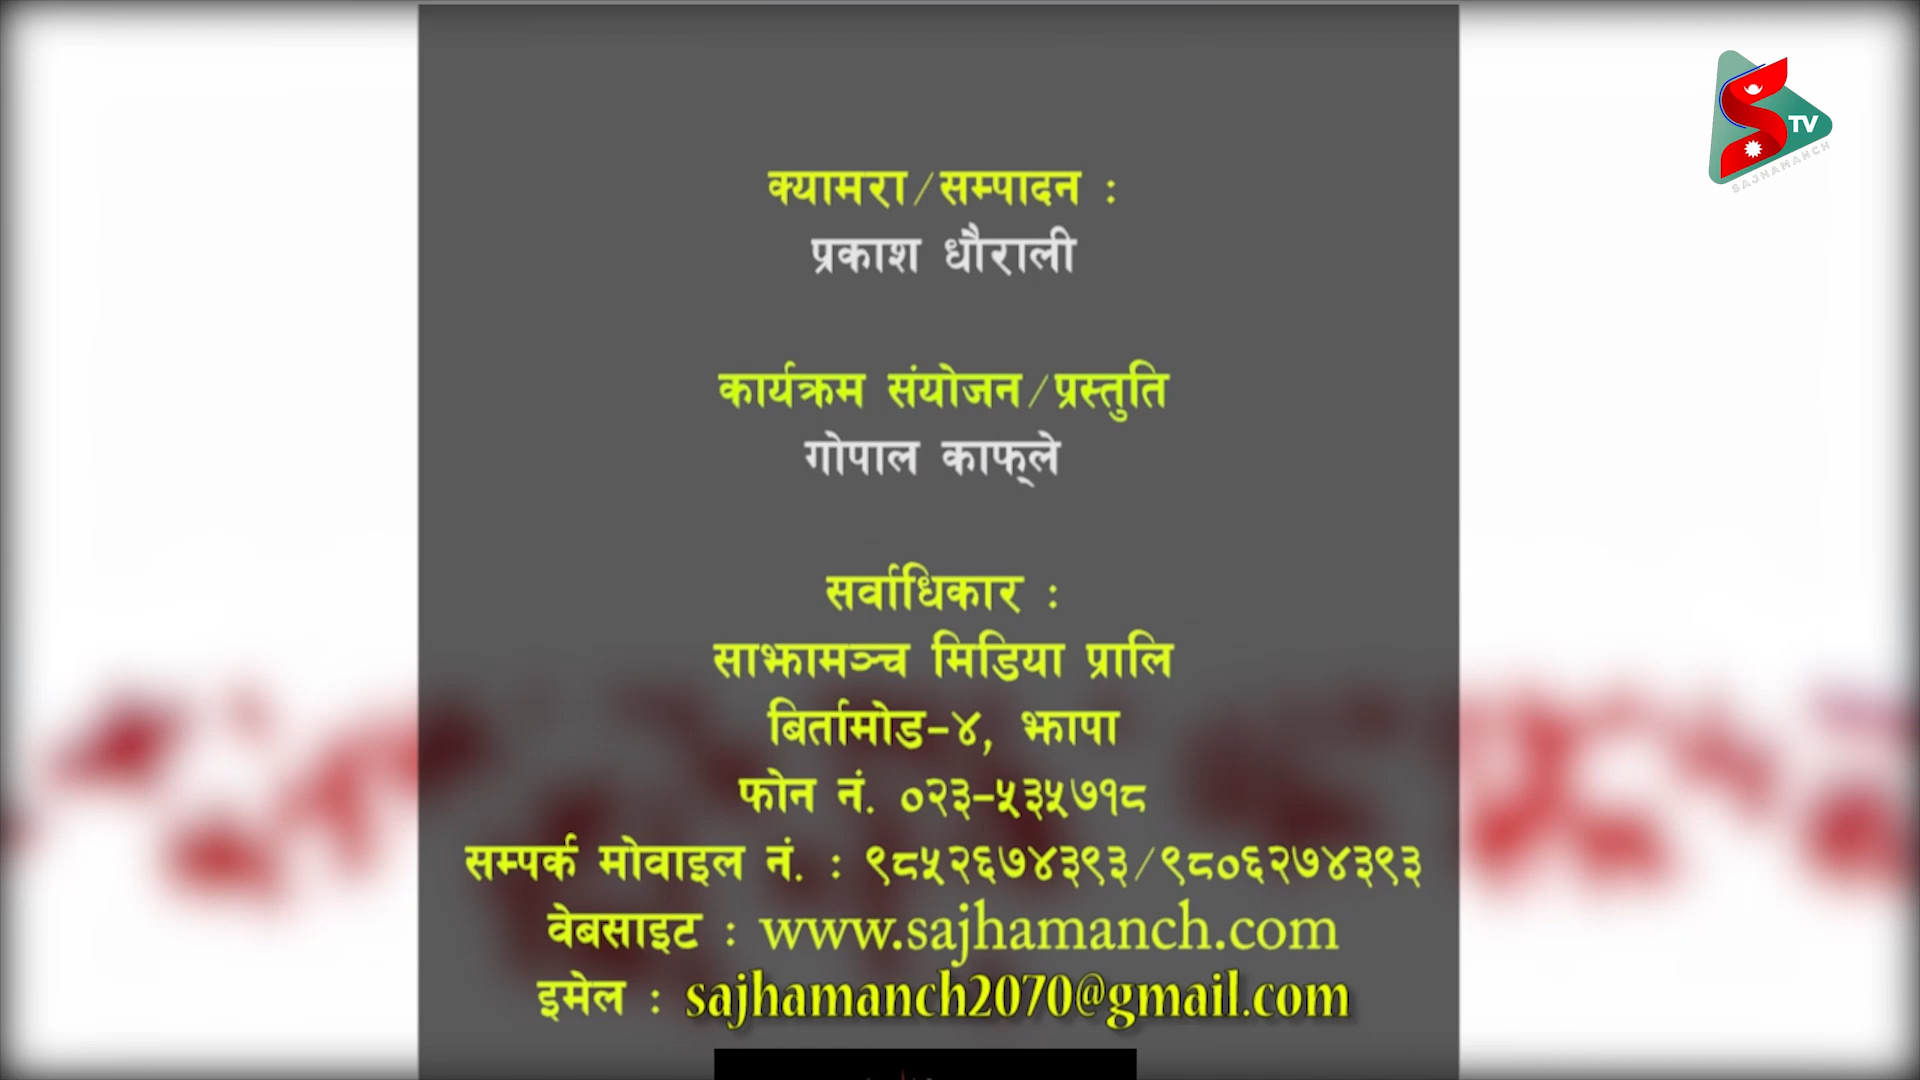 TV
SAJHAMANCH
क्यामरा/सम्पादन :
प्रकाश धौराली
कार्यक्रम संयोजन/प्रस्तुति
गोपाल काफ्ले
सर्वाधिकार :
साझामञ्च मिडिया प्रालि
बिर्तामोड-४, झापा
फोन नं. ०२३-५३५७१८
सम्पर्क मोवाइल नं. : ९८५२६७४३९३/९८०६२७४३९३
वेबसाइट : www.sajhamanch.com
इमेल : sajhamanch2070@gmail.com